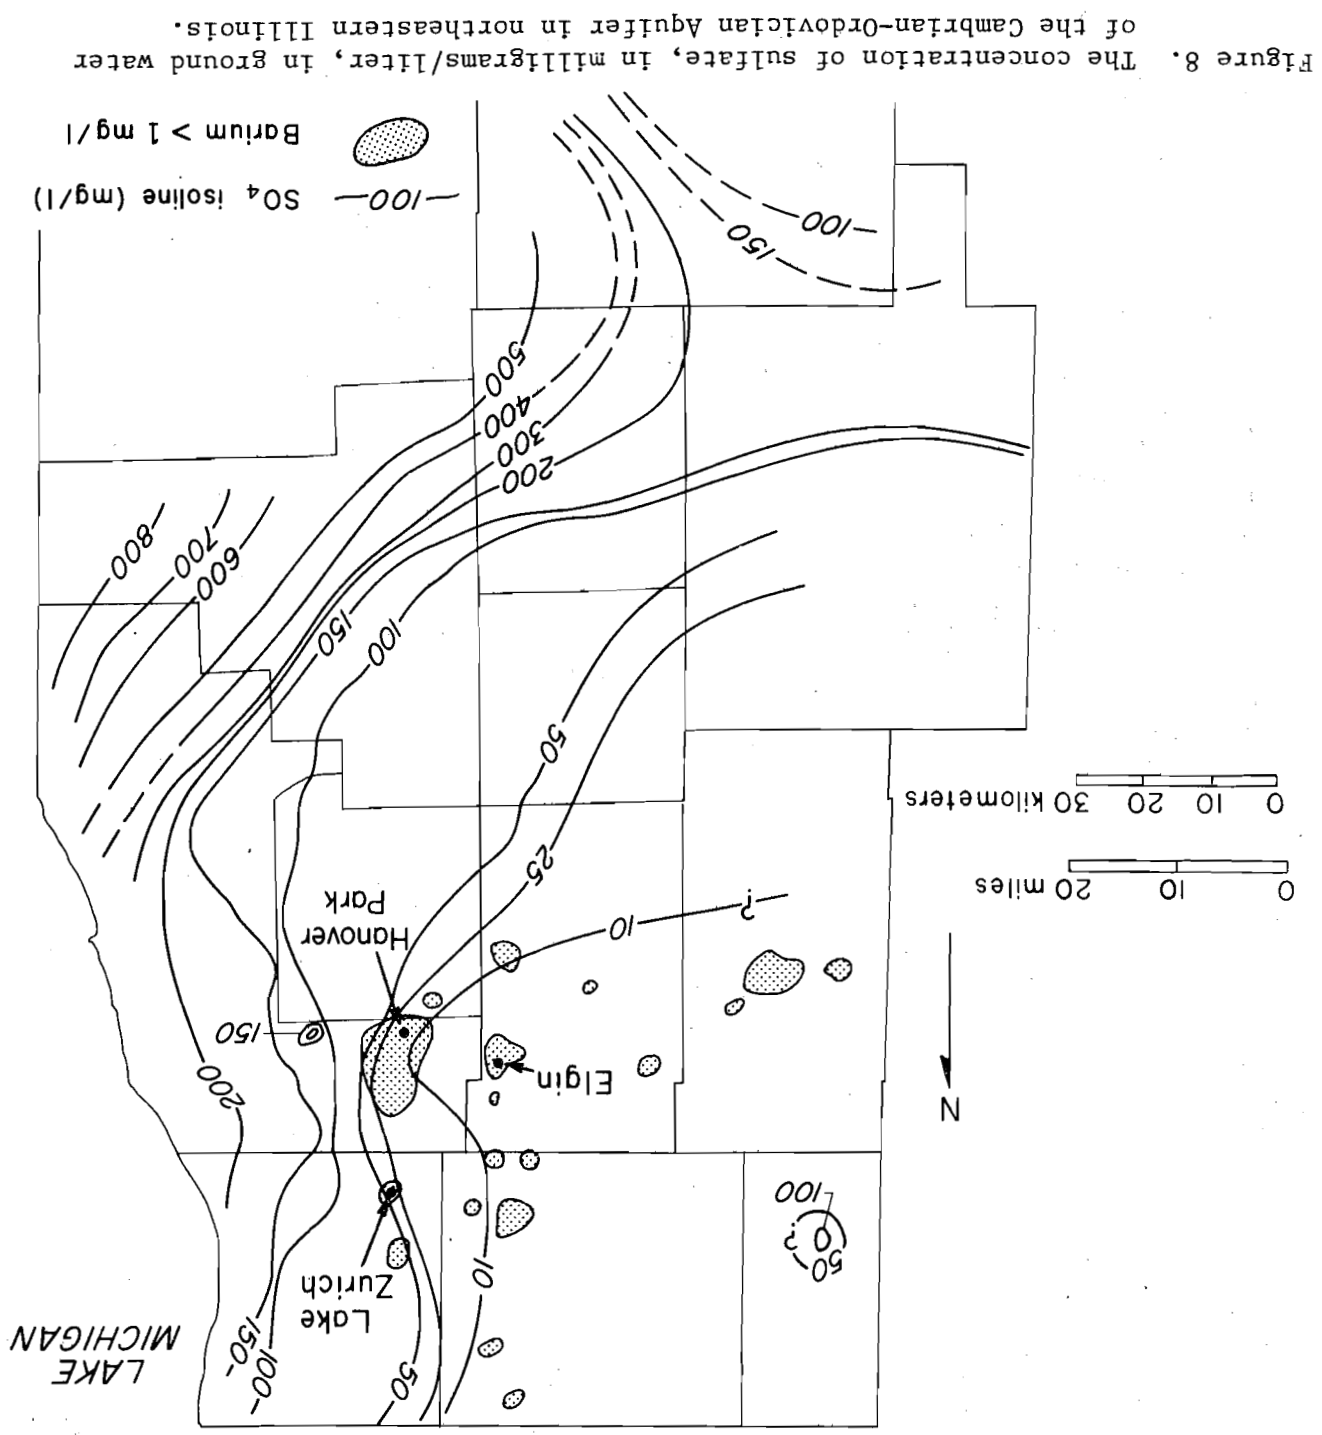 LAKE
MICHIGAN
Lake
Zurich
Elgin
Hanover
Park
N
50
100
150
10
50
?
100
200
150
10
?
25
50
100
150
200
300
400
500
600
700
800
150
100
0 10 20 miles
0 10 20 30 kilometers
—100— SO₄ isoline (mg/l)
Barium > 1 mg/l
Figure 8. The concentration of sulfate, in milligrams/liter, in ground water
of the Cambrian-Ordovician Aquifer in northeastern Illinois.